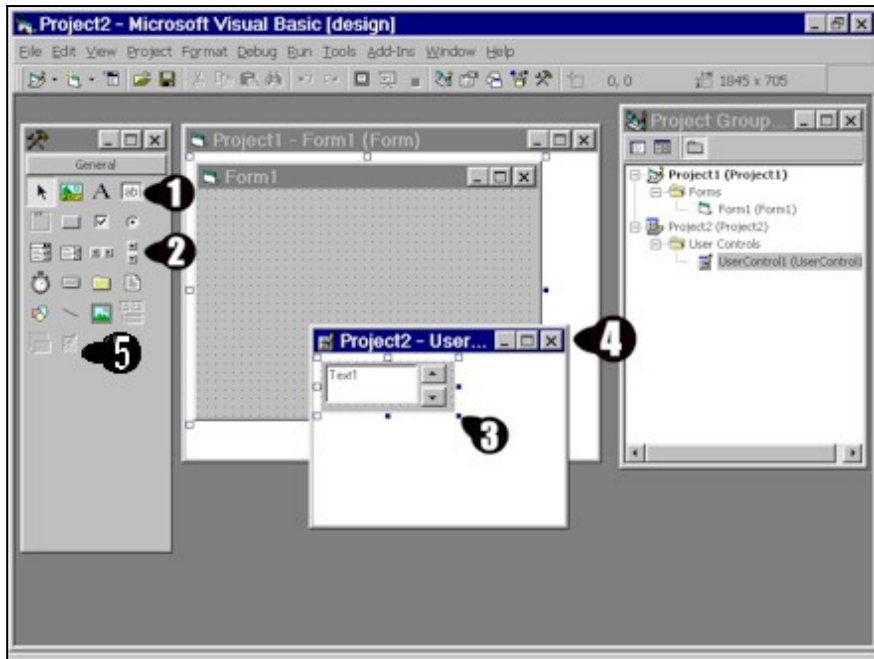 Project2 - Microsoft Visual Basic [design]
File Edit View Project Format Debug Run Tools Add-Ins Window Help
0, 0 1845 x 705
General
A ab
1
2
5
Project1 - Form1 (Form)
Form1
Project2 - User...
4
Text1
3
Project Group...
Project1 (Project1)
Forms
Form1 (Form1)
Project2 (Project2)
User Controls
UserControl1 (UserControl